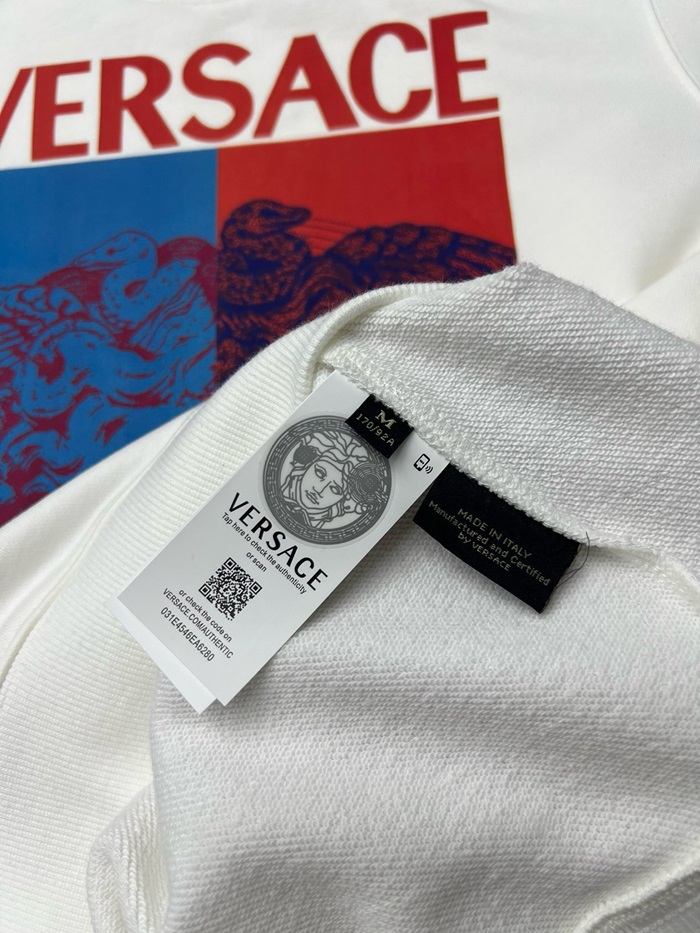 VERSACE
M
170/92A
VERSACE
Tap here to check the authenticity
or scan
or check the code on
VERSACE.COM/AUTHENTIC
031E4546EA6280
MADE IN ITALY
Manufactured and Certified
by VERSACE